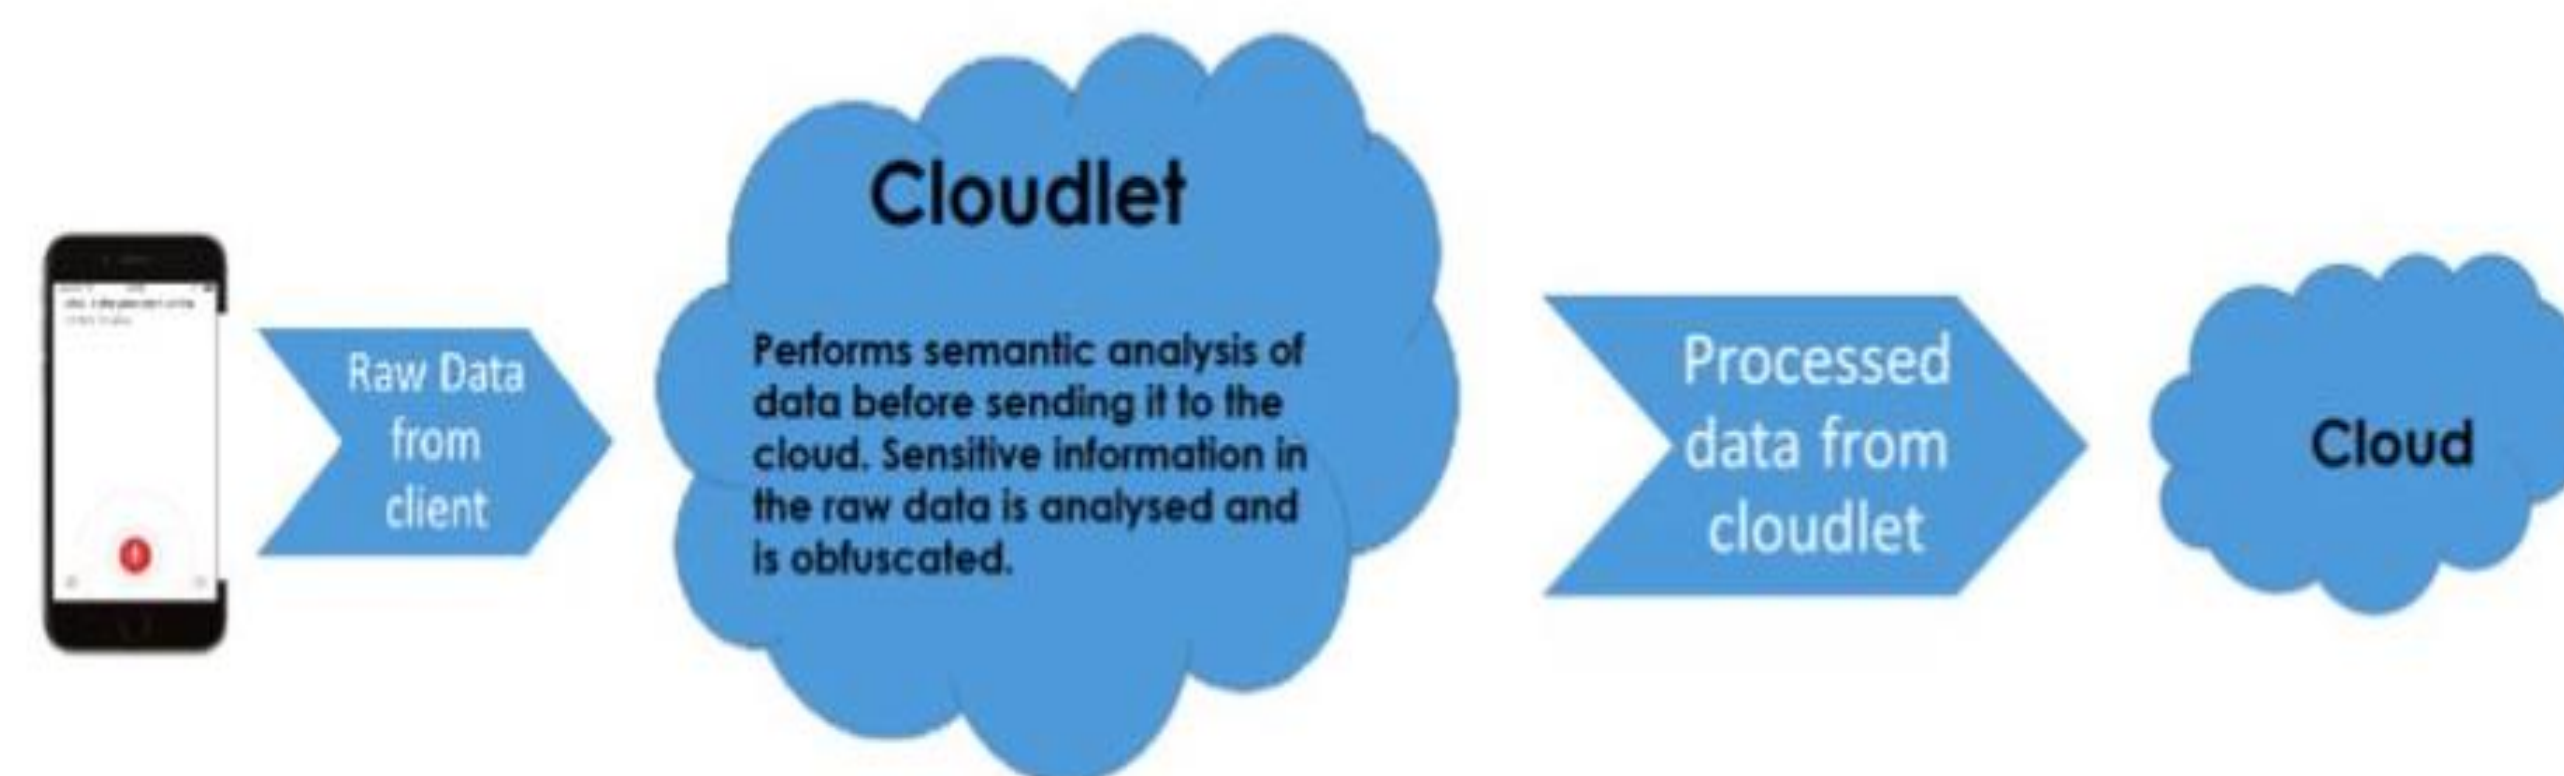 Raw Data
from
client
Cloudlet
Performs semantic analysis of
data before sending it to the
cloud. Sensitive information in
the raw data is analysed and
is obfuscated.
Processed
data from
cloudlet
Cloud